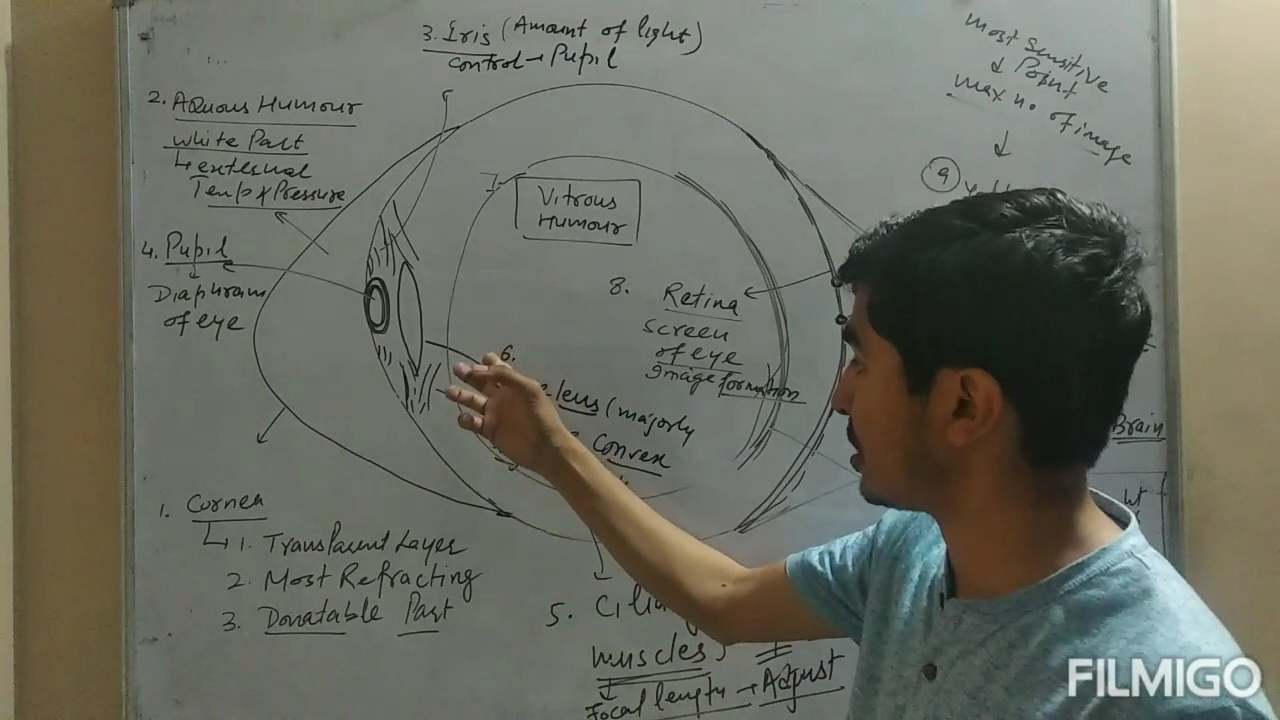 3. Iris (Amount of light)
control → Pupil
most sensitive
Point
max no. of image
9
2. Aquous Humour
White Part
external
Temp & Pressure
7.
Vitrous
Humour
4. Pupil
Diaphram
of eye
8. Retina
screen
of eye
Image formation
6.
lens (majorly
Convex
Brain
1. Cornea
1. Transparent Layer
2. Most Refracting
3. Donatable Part
5.
muscles
Focal length → Adjust
FILMIGO